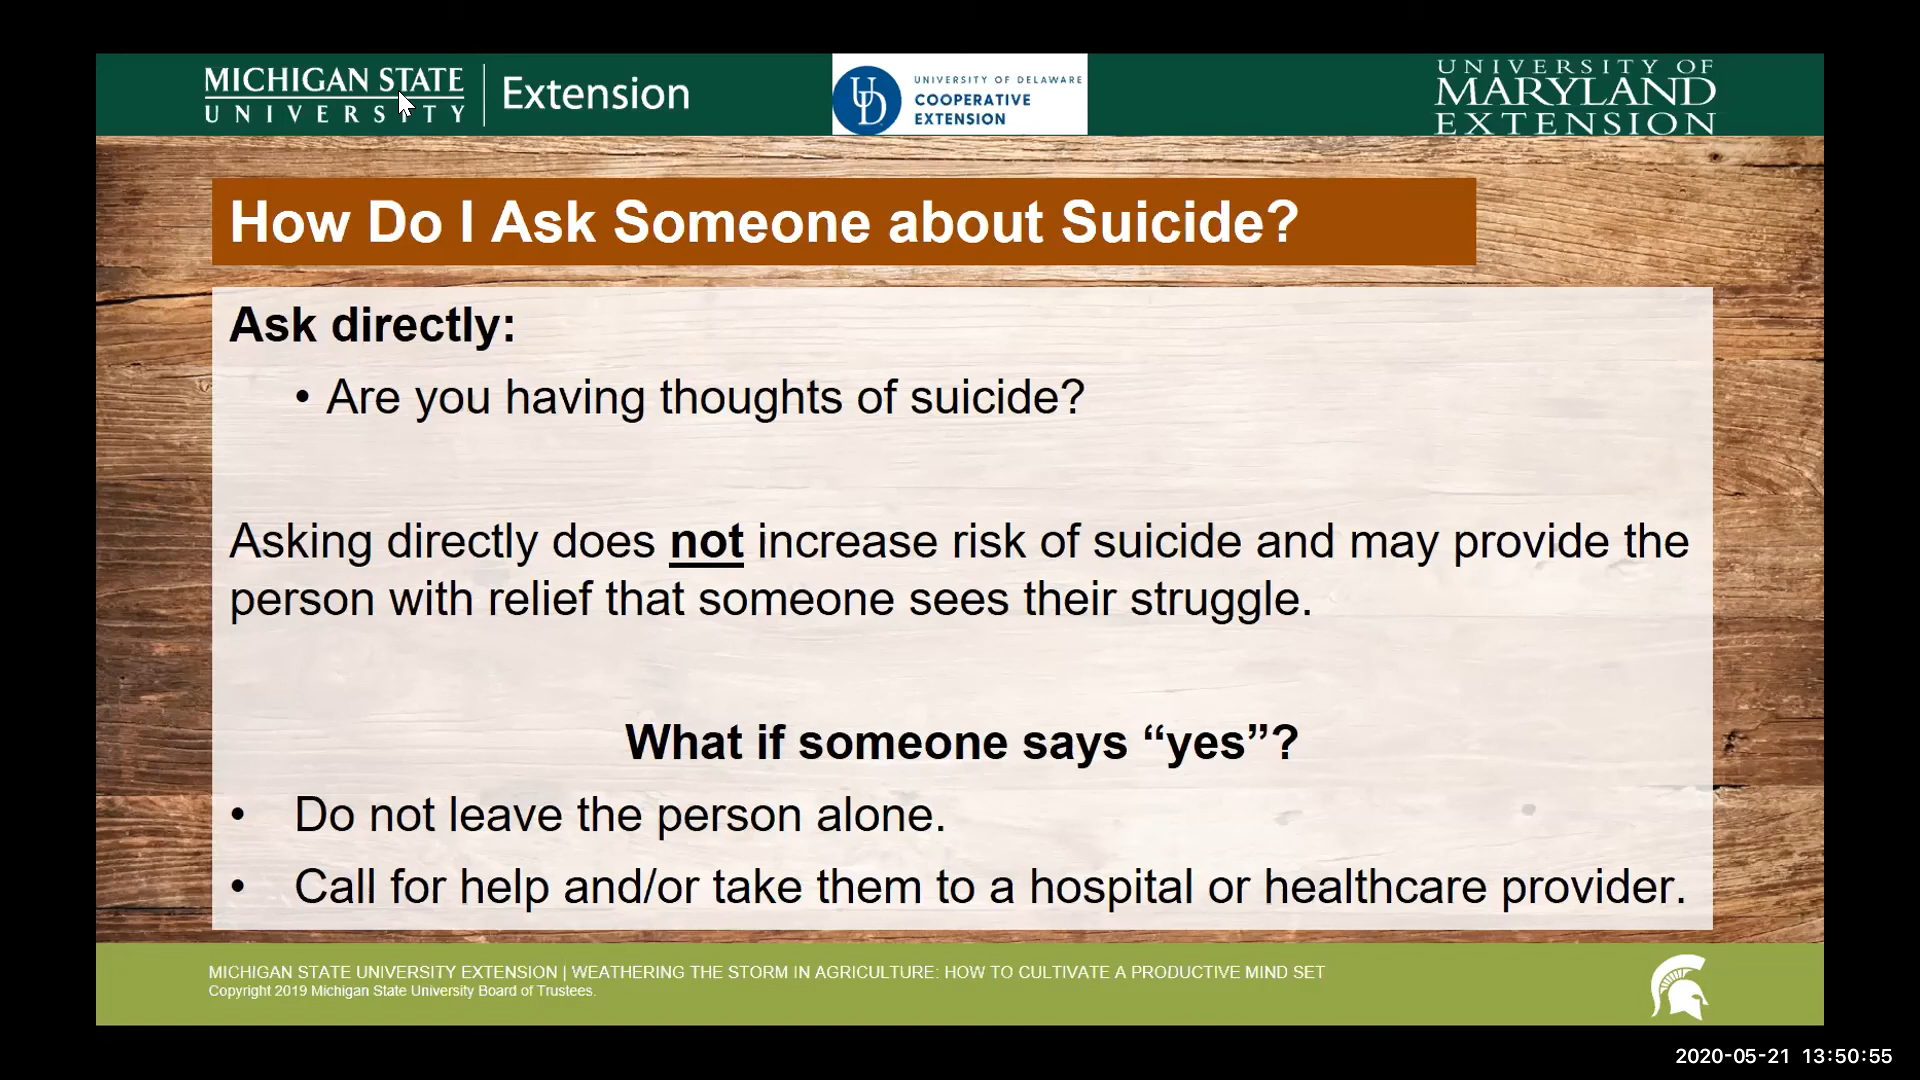 MICHIGAN STATE
UNIVERSITY
Extension
UNIVERSITY OF DELAWARE
COOPERATIVE
EXTENSION
UD
UNIVERSITY OF
MARYLAND
EXTENSION
How Do I Ask Someone about Suicide?
Ask directly:
• Are you having thoughts of suicide?
Asking directly does not increase risk of suicide and may provide the
person with relief that someone sees their struggle.
What if someone says “yes”?
• Do not leave the person alone.
• Call for help and/or take them to a hospital or healthcare provider.
MICHIGAN STATE UNIVERSITY EXTENSION | WEATHERING THE STORM IN AGRICULTURE: HOW TO CULTIVATE A PRODUCTIVE MIND SET
Copyright 2019 Michigan State University Board of Trustees.
2020-05-21 13:50:55